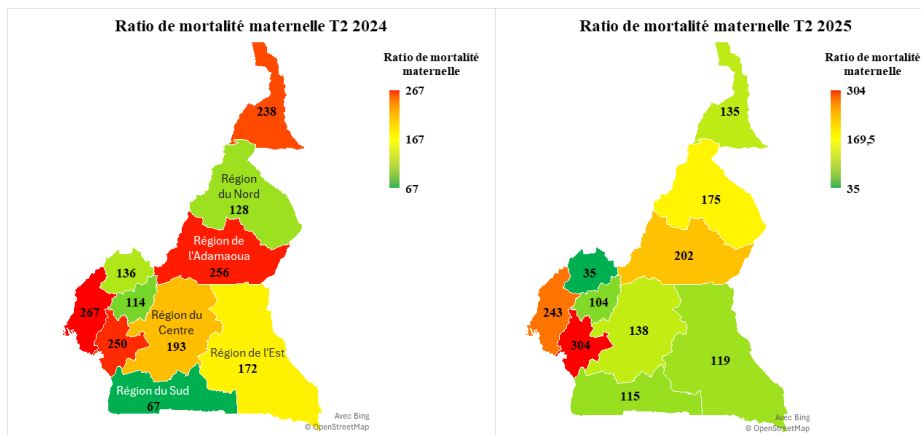 Ratio de mortalité maternelle T2 2024
Ratio de mortalité
maternelle
267
167
67
238
Région
du Nord
128
Région de
l'Adamaoua
256
136
114
267
250
Région du
Centre
193
Région de l'Est
172
Région du Sud
67
Avec Bing
© OpenStreetMap
Ratio de mortalité maternelle T2 2025
Ratio de mortalité
maternelle
304
169,5
35
135
175
202
35
104
243
304
138
119
115
Avec Bing
© OpenStreetMap